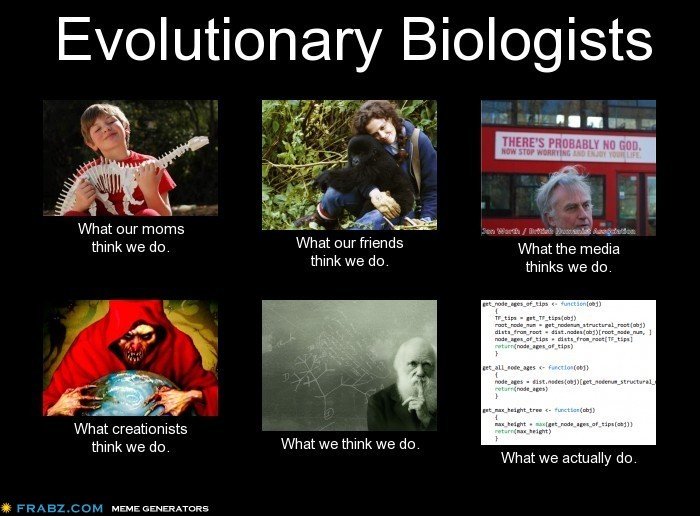 Evolutionary Biologists
THERE'S PROBABLY NO GOD.
NOW STOP WORRYING AND ENJOY YOUR LIFE.
Jon Worth / British Humanist Association
What our moms
think we do.
What our friends
think we do.
What the media
thinks we do.
get_node_ages_of_tips <- function(obj)
{
TF_tips = get_TF_tips(obj)
root_node_num = get_nodenum_structural_root(obj)
dists_from_root = dist.nodes(obj)[root_node_num, ]
node_ages_of_tips = dists_from_root[TF_tips]
return(node_ages_of_tips)
}
get_all_node_ages <- function(obj)
{
node_ages = dist.nodes(obj)[get_nodenum_structural_
return(node_ages)
}
get_max_height_tree <- function(obj)
{
max_height = max(get_node_ages_of_tips(obj))
return(max_height)
}
What creationists
think we do.
What we think we do.
What we actually do.
FRABZ.COM MEME GENERATORS